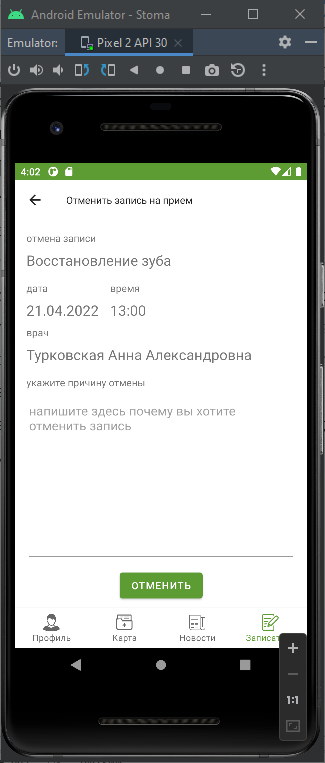 Android Emulator - Stoma
Emulator: Pixel 2 API 30
4:02
Отменить запись на прием
отмена записи
Восстановление зуба
дата время
21.04.2022 13:00
врач
Турковская Анна Александровна
укажите причину отмены
напишите здесь почему вы хотите
отменить запись
ОТМЕНИТЬ
Профиль Карта Новости
1:1